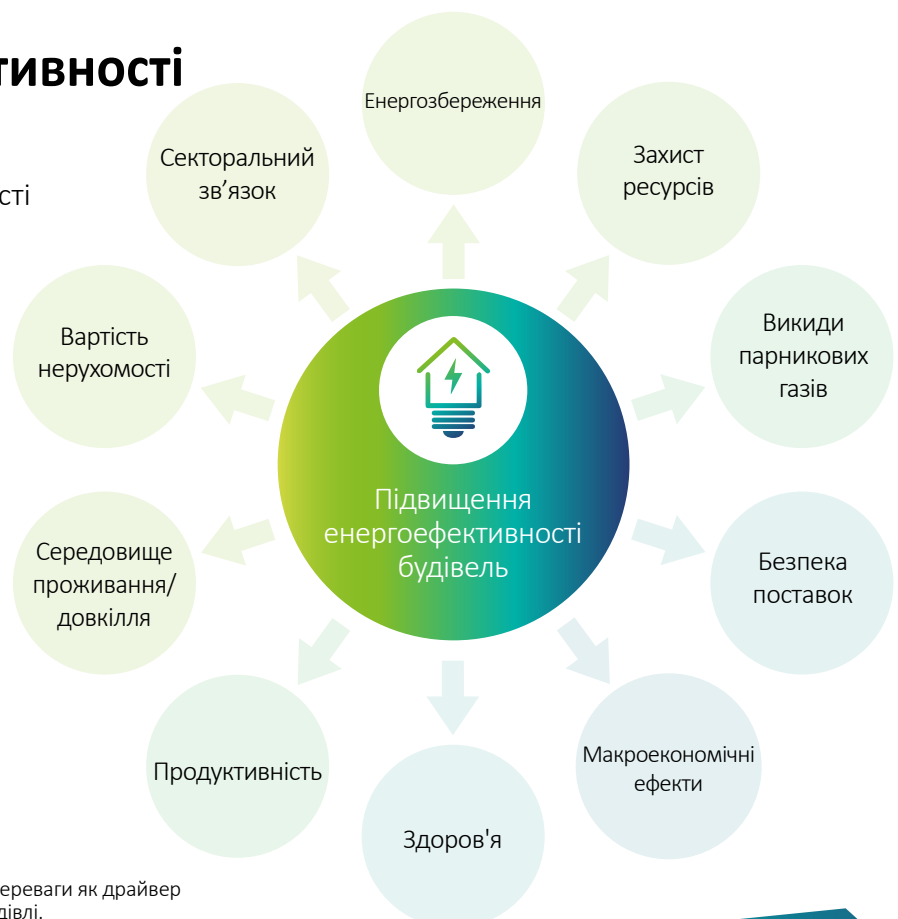 тивності
сті
Енергозбереження
Захист
ресурсів
Викиди
парникових
газів
Безпека
поставок
Макроекономічні
ефекти
Здоров'я
Продуктивність
Середовище
проживання/
довкілля
Вартість
нерухомості
Секторальний
зв’язок
Підвищення
енергоефективності
будівель
ереваги як драйвер
дівлі.